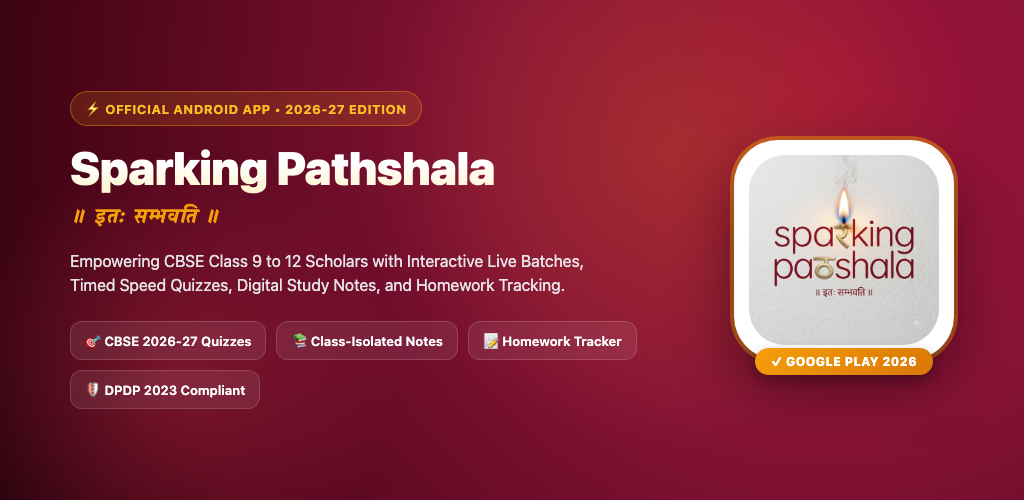 ⚡ OFFICIAL ANDROID APP • 2026-27 EDITION
Sparking Pathshala
॥ इतः सम्भवति ॥
Empowering CBSE Class 9 to 12 Scholars with Interactive Live Batches,
Timed Speed Quizzes, Digital Study Notes, and Homework Tracking.
🎯 CBSE 2026-27 Quizzes
📚 Class-Isolated Notes
📝 Homework Tracker
🛡️ DPDP 2023 Compliant
spaरking
paठshala
॥ इतः सम्भवति ॥
✓ GOOGLE PLAY 2026